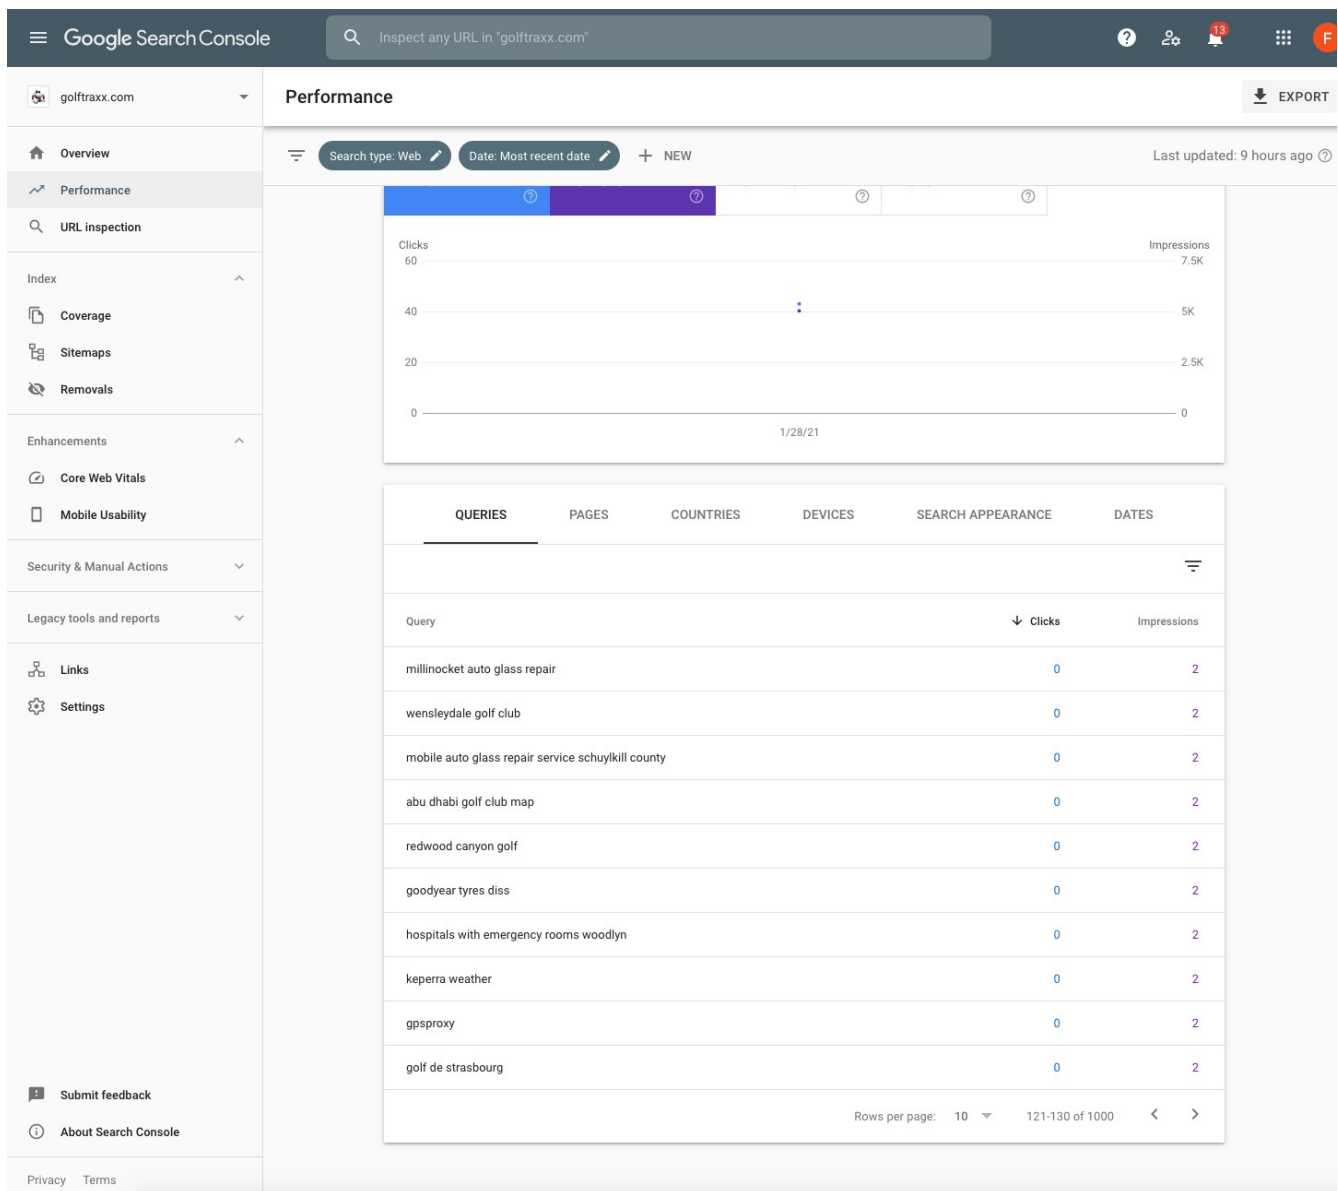 Google Search Console
Inspect any URL in "golftraxx.com"
13
F
golftraxx.com
Performance
EXPORT
Overview
Performance
URL inspection
Index
Coverage
Sitemaps
Removals
Enhancements
Core Web Vitals
Mobile Usability
Security & Manual Actions
Legacy tools and reports
Links
Settings
Submit feedback
About Search Console
Privacy Terms
Search type: Web
Date: Most recent date
NEW
Last updated: 9 hours ago
Clicks Impressions
60 7.5K
40 5K
20 2.5K
0 0
1/28/21
QUERIES PAGES COUNTRIES DEVICES SEARCH APPEARANCE DATES
Query Clicks Impressions
millinocket auto glass repair 0 2
wensleydale golf club 0 2
mobile auto glass repair service schuylkill county 0 2
abu dhabi golf club map 0 2
redwood canyon golf 0 2
goodyear tyres diss 0 2
hospitals with emergency rooms woodlyn 0 2
keperra weather 0 2
gpsproxy 0 2
golf de strasbourg 0 2
Rows per page: 10 121-130 of 1000